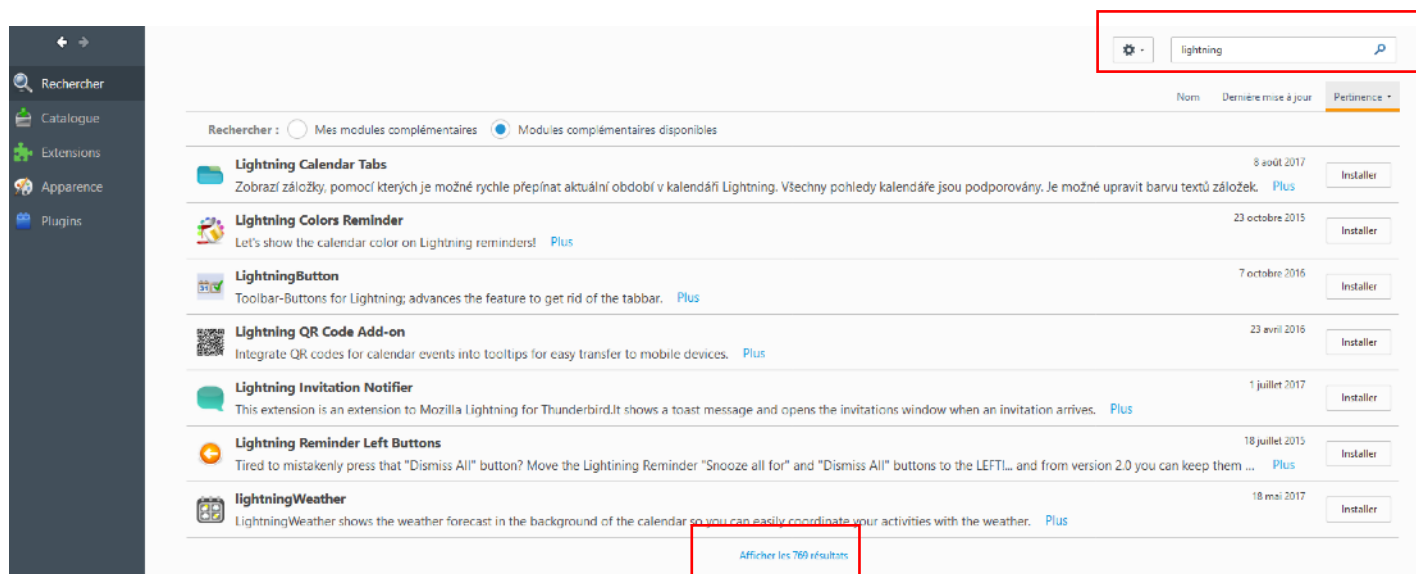 lightning
Rechercher
Nom Dernière mise à jour Pertinence
Catalogue
Rechercher : Mes modules complémentaires Modules complémentaires disponibles
Extensions
Lightning Calendar Tabs 8 août 2017
Installer
Zobrazí záložky, pomocí kterých je možné rychle přepínat aktuální období v kalendáři Lightning. Všechny pohledy kalendáře jsou podporovány. Je možné upravit barvu textů záložek. Plus
Apparence
Plugins
Lightning Colors Reminder 23 octobre 2015
Installer
Let's show the calendar color on Lightning reminders! Plus
LightningButton 7 octobre 2016
Installer
Toolbar-Buttons for Lightning; advances the feature to get rid of the tabbar. Plus
Lightning QR Code Add-on 23 avril 2016
Installer
Integrate QR codes for calendar events into tooltips for easy transfer to mobile devices. Plus
Lightning Invitation Notifier 1 juillet 2017
Installer
This extension is an extension to Mozilla Lightning for Thunderbird.It shows a toast message and opens the invitations window when an invitation arrives. Plus
Lightning Reminder Left Buttons 18 juillet 2015
Installer
Tired to mistakenly press that "Dismiss All" button? Move the Lightining Reminder "Snooze all for" and "Dismiss All" buttons to the LEFT!... and from version 2.0 you can keep them ... Plus
lightningWeather 18 mai 2017
Installer
LightningWeather shows the weather forecast in the background of the calendar so you can easily coordinate your activities with the weather. Plus
Afficher les 769 résultats